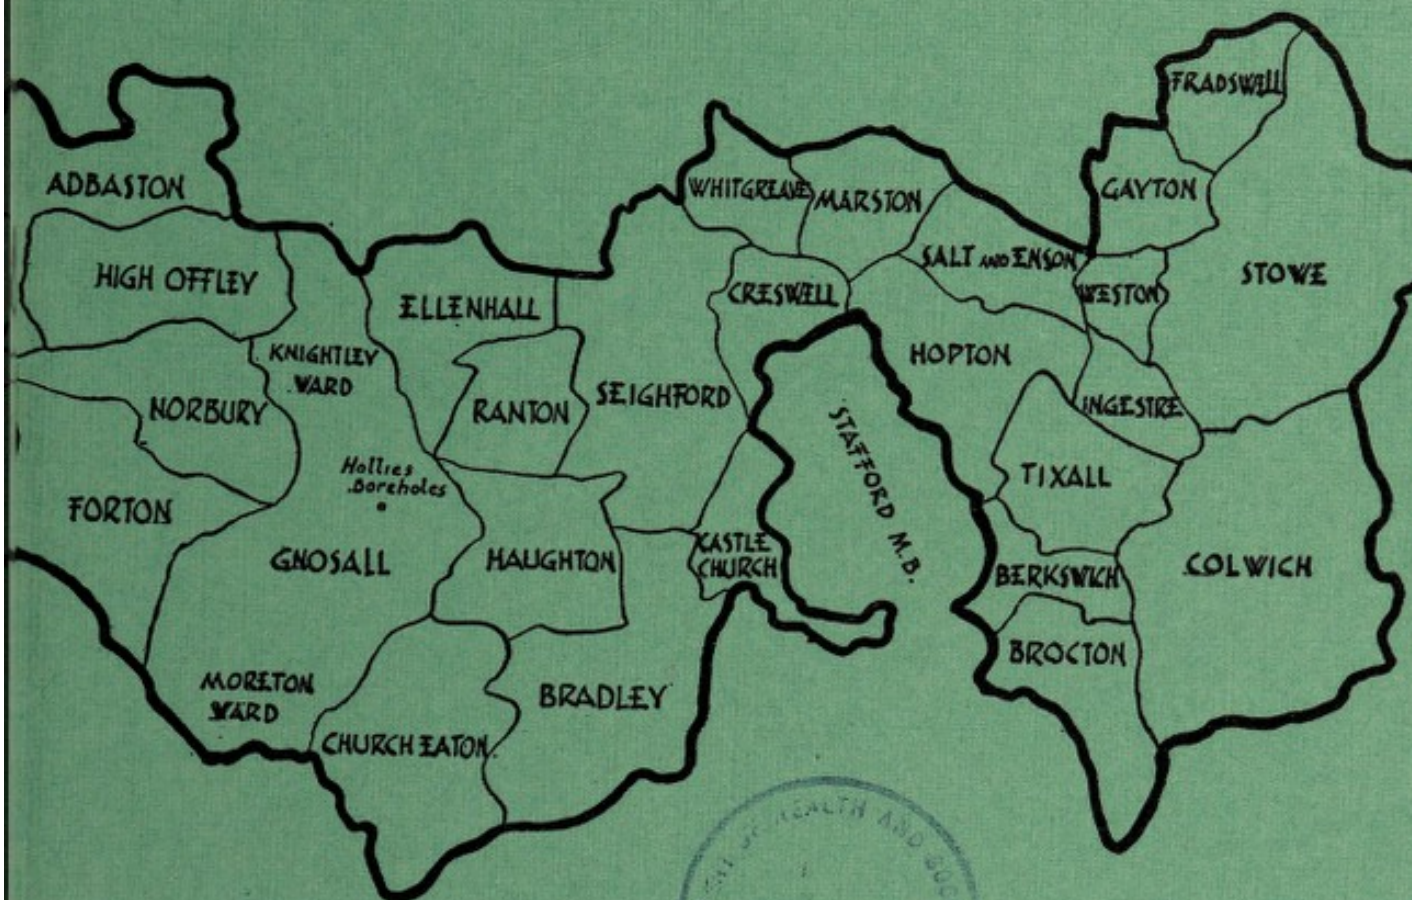 FRADSWELL
ADBASTON
WHITGREAVE
MARSTON
GAYTON
HIGH OFFLEY
ELLENHALL
CRESWELL
SALT AND ENSON
WESTON
STOWE
KNIGHTLEY
WARD
NORBURY
RANTON
SEIGHFORD
HOPTON
INGESTRE
STAFFORD M.B.
Hollies
Boreholes
TIXALL
FORTON
GNOSALL
HAUGHTON
CASTLE
CHURCH
BERKSWICH
COLWICH
MORETON
WARD
BRADLEY
BROCTON
CHURCH EATON
HEALTH AND